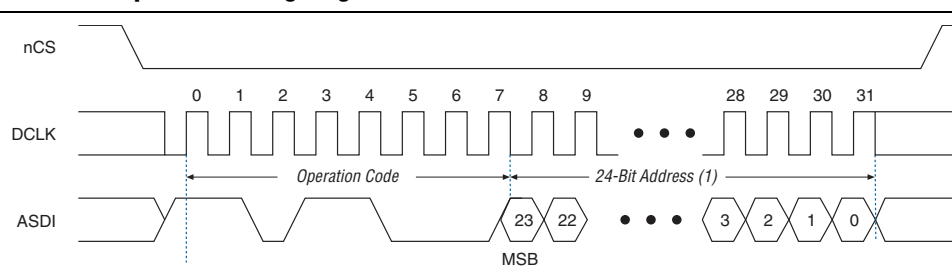 nCS
0 1 2 3 4 5 6 7 8 9 28 29 30 31
DCLK
Operation Code 24-Bit Address (1)
ASDI 23 22 3 2 1 0
MSB